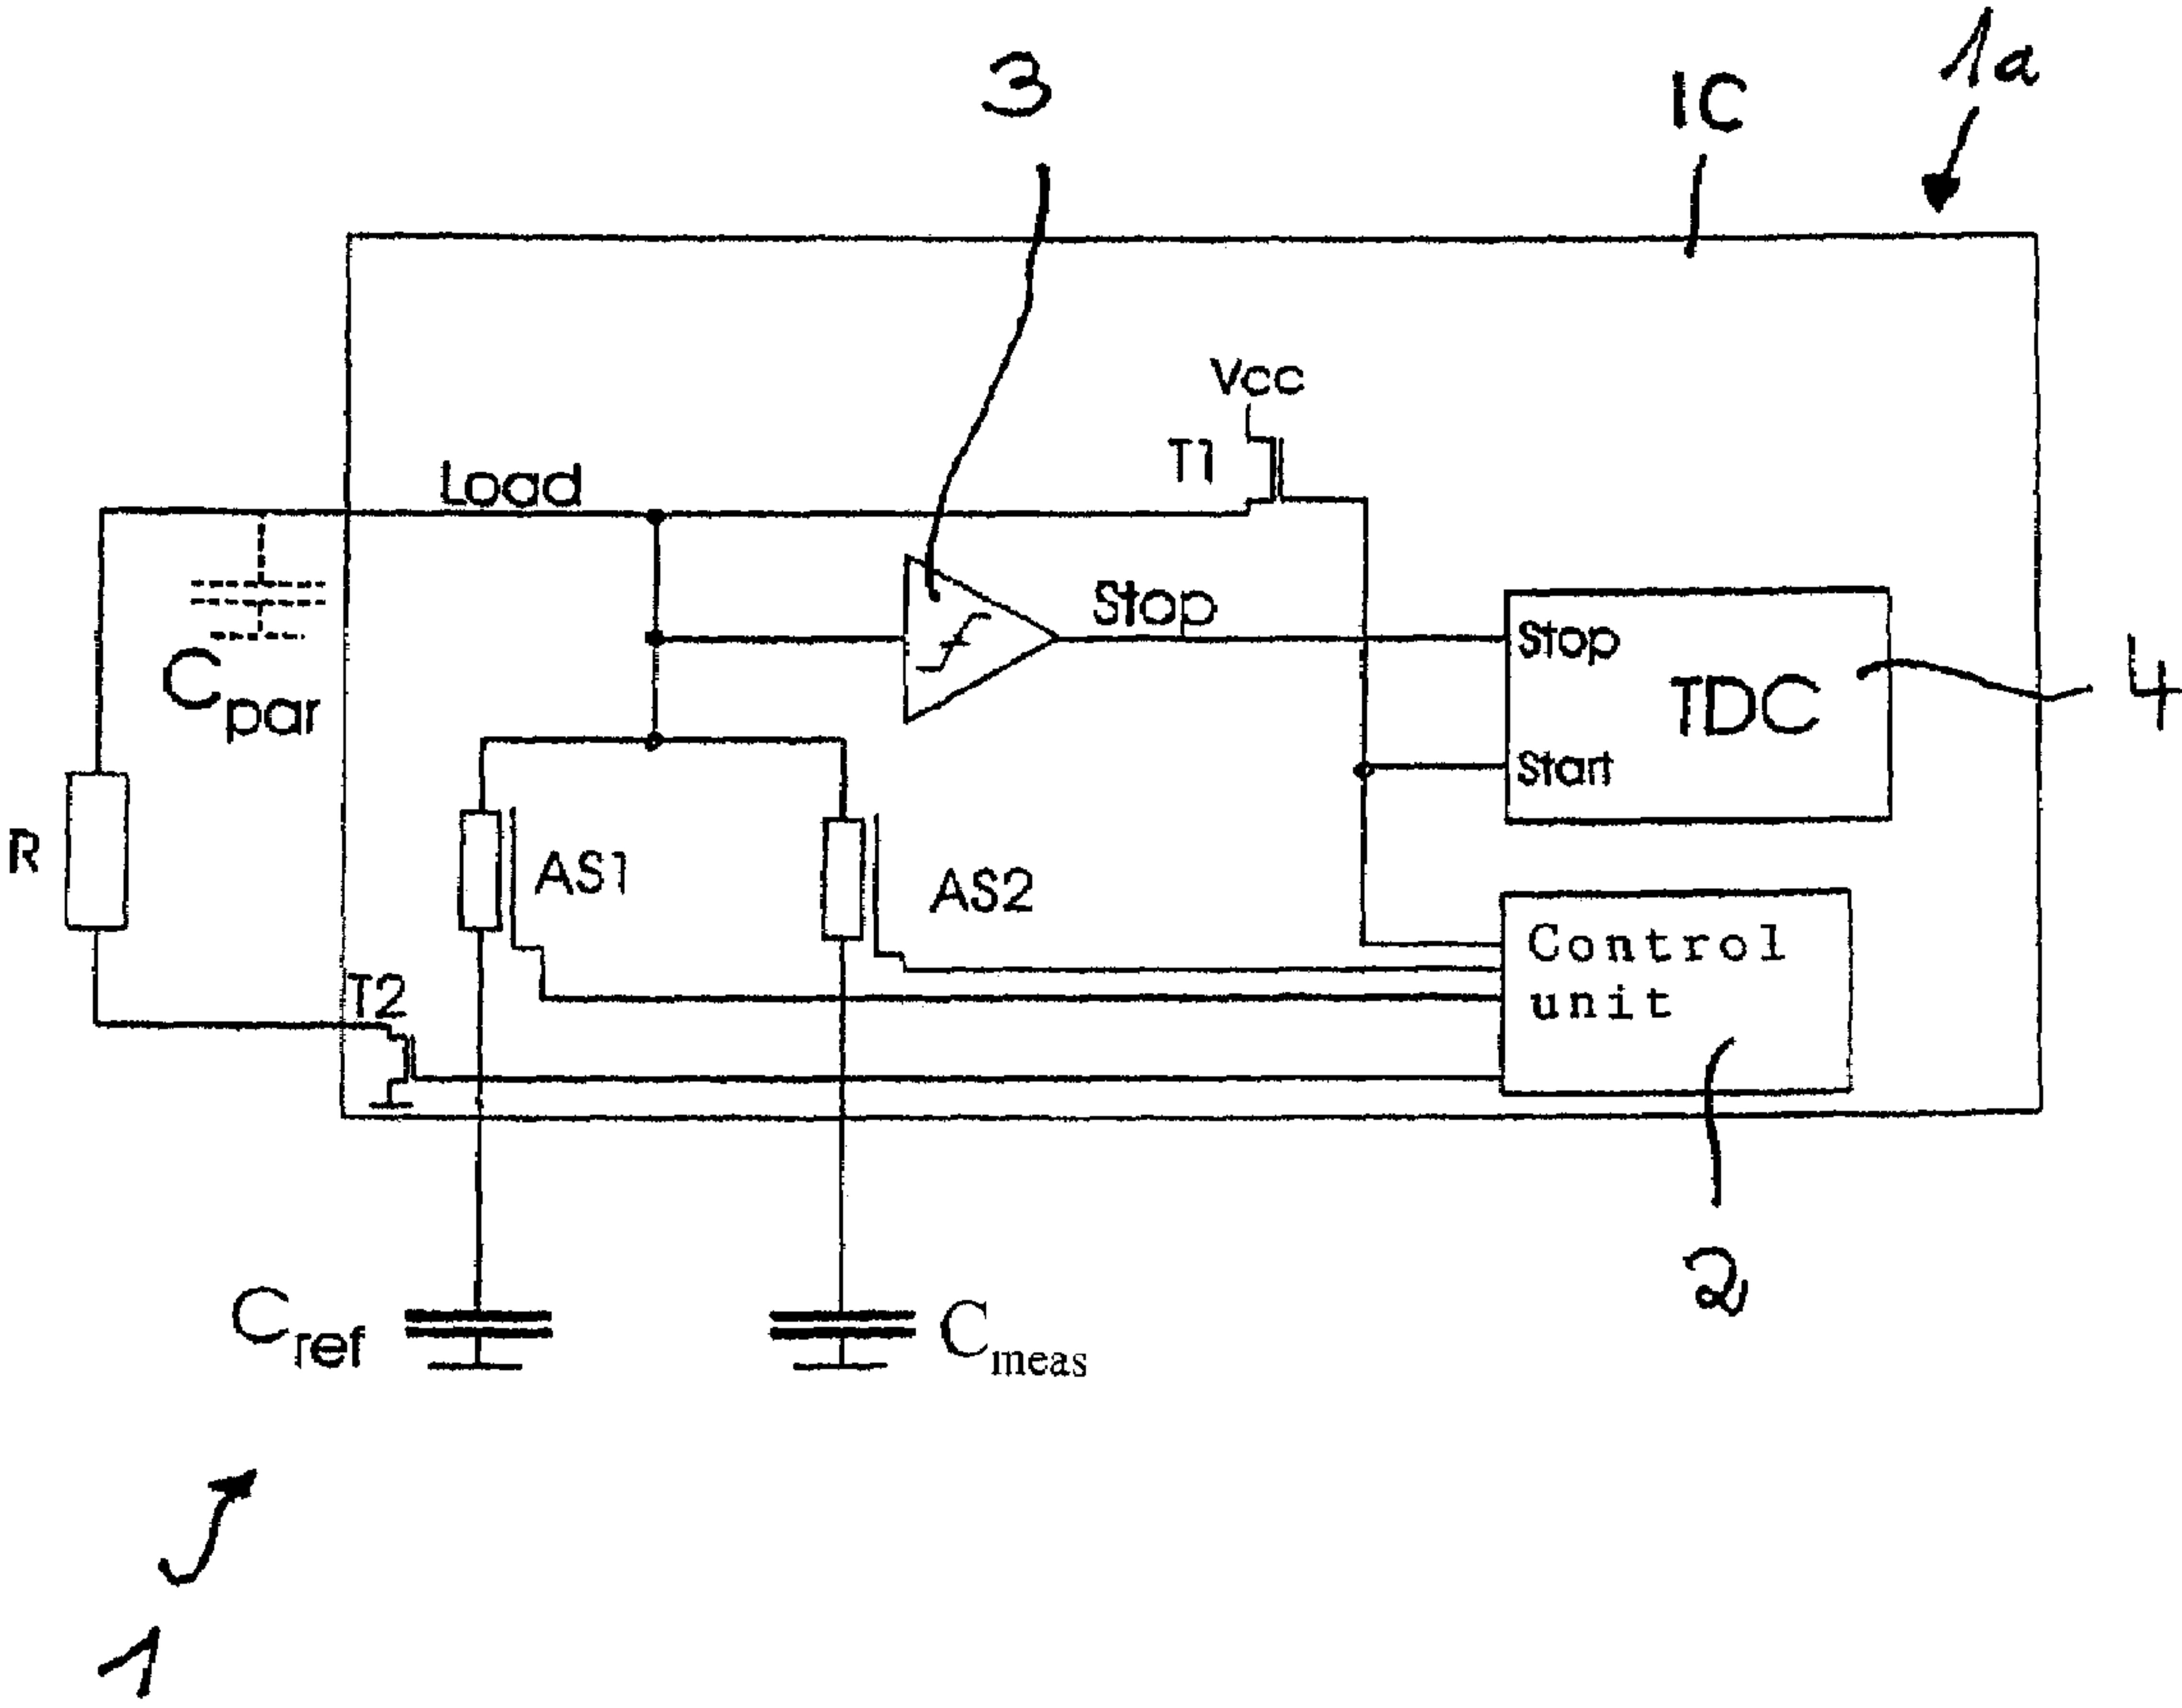 1a
3
IC
Vcc
T1
Load
Stop
Stop
TDC
4
Cpar
Start
R
AS1
AS2
Control
unit
T2
2
Cref
Cmeas
1